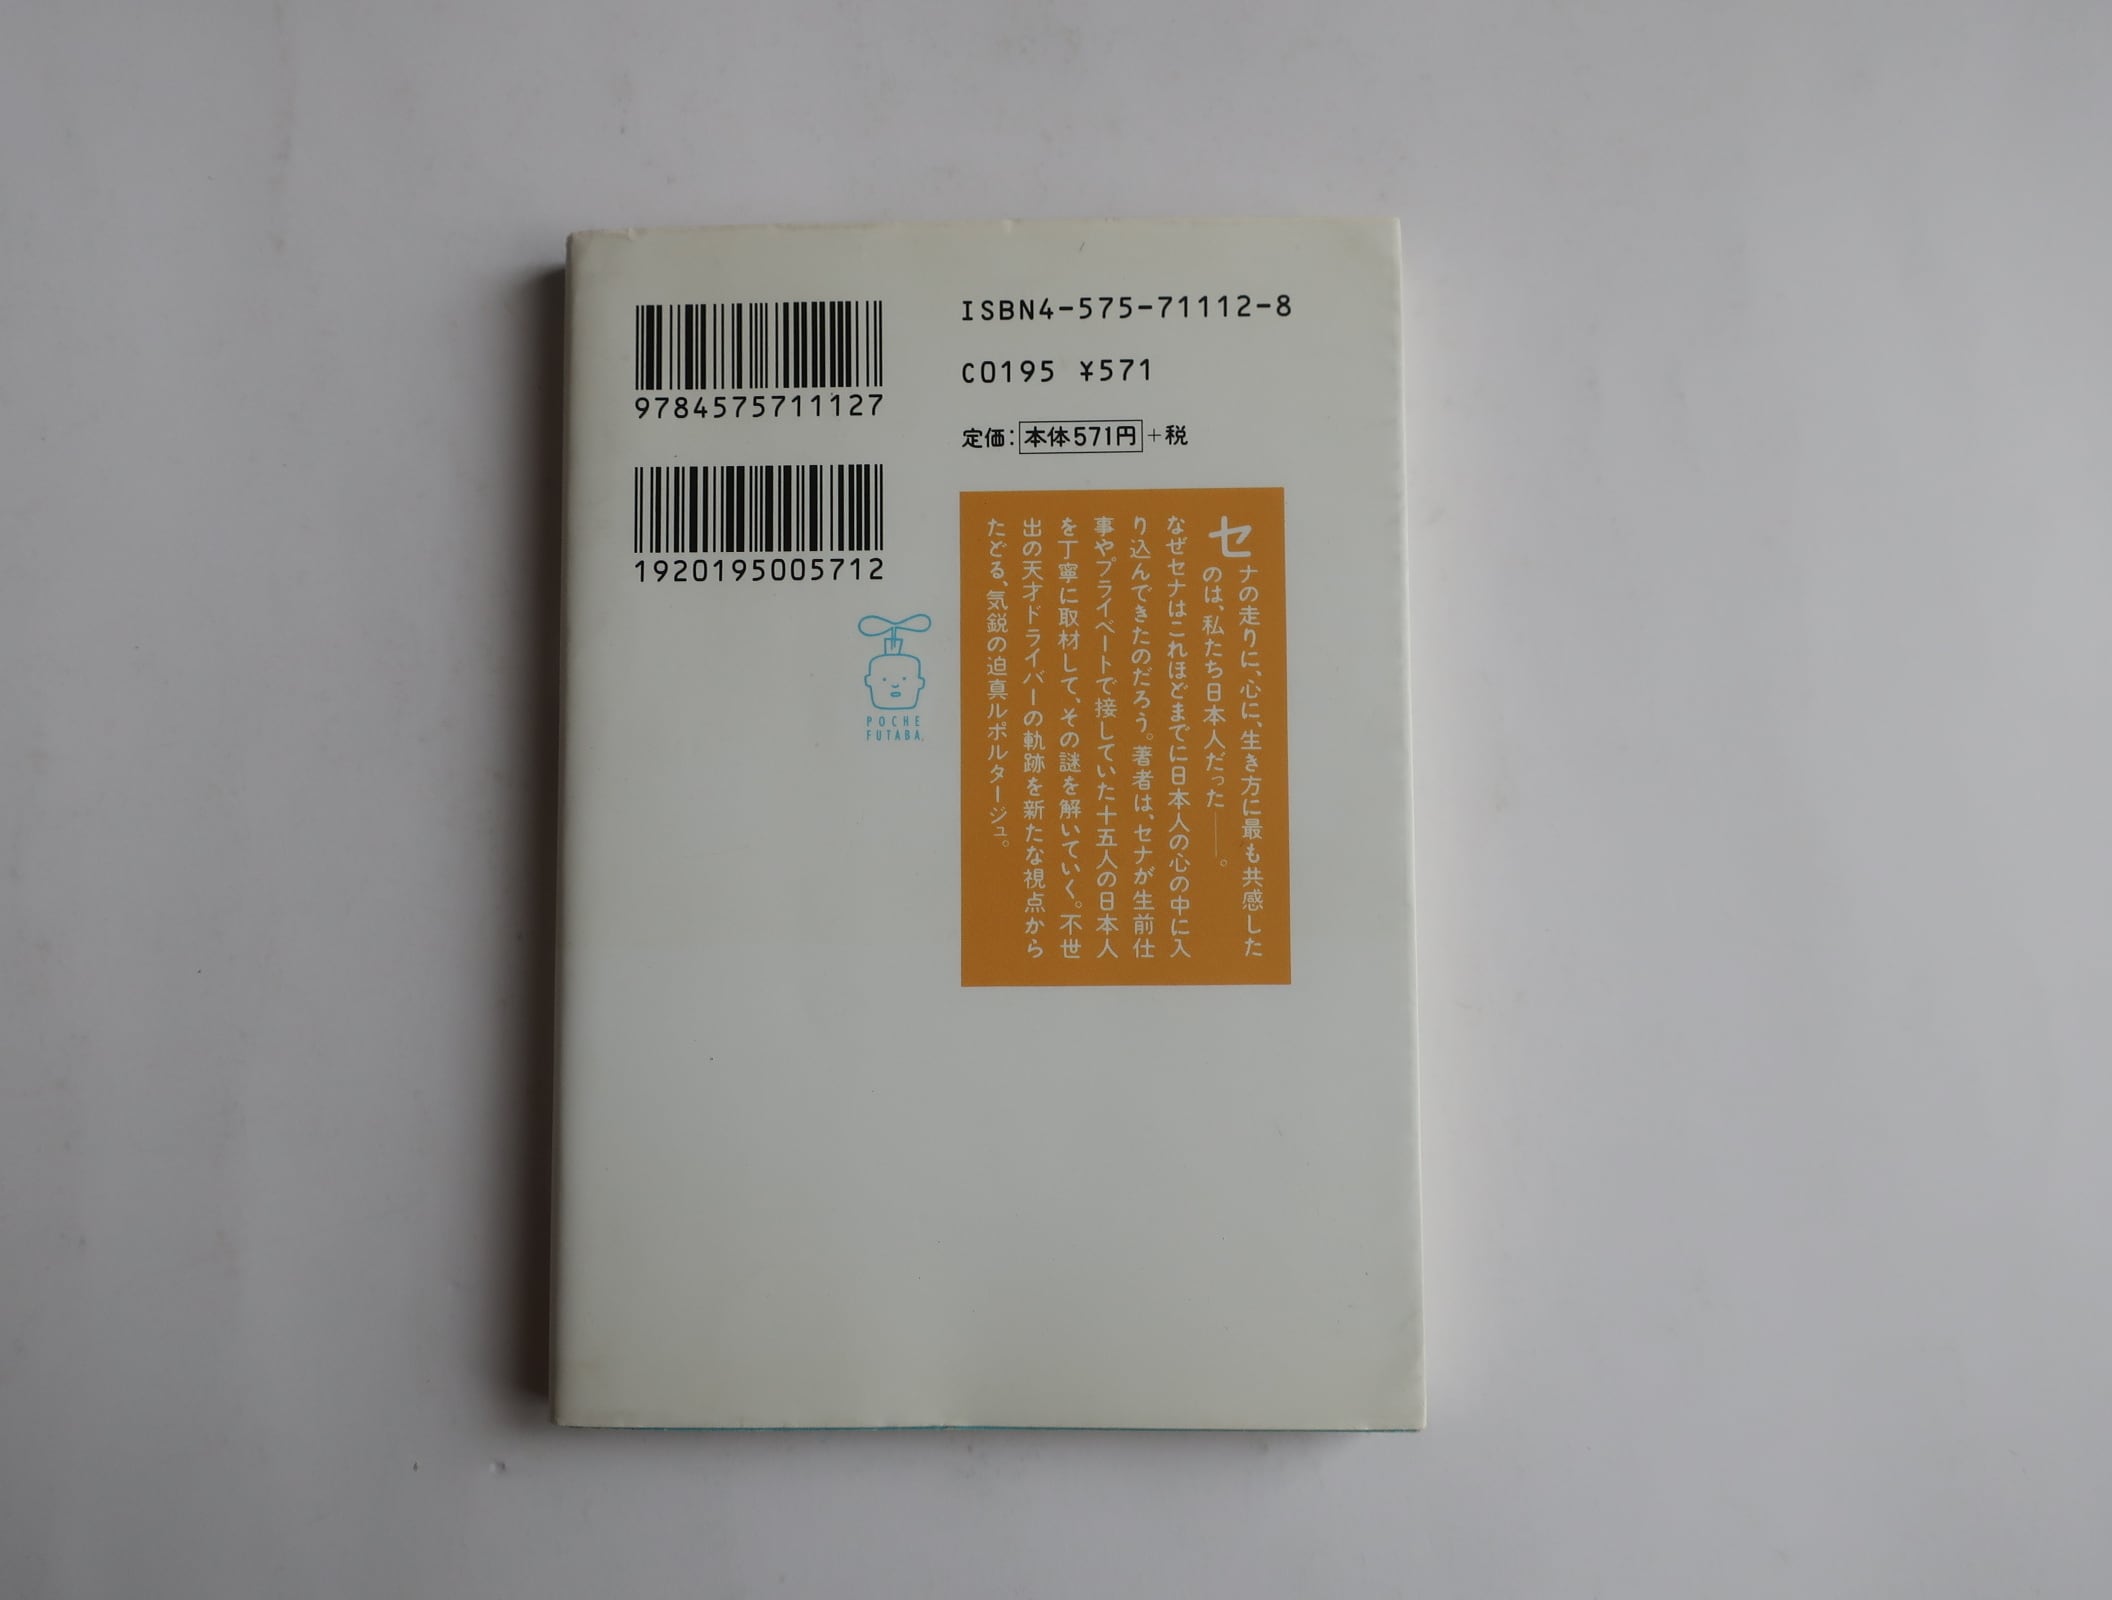 9784575711127
1920195005712
ISBN4-575-71112-8
C0195 ¥571
定価：本体571円＋税
セナの走りに、心に、生き方に最も共感した
のは、私たち日本人だった――。
なぜセナはこれほどまでに日本人の心の中に入
り込んできたのだろう。著者は、セナが生前仕
事やプライベートで接していた十五人の日本人
を丁寧に取材して、その謎を解いていく。不世
出の天才ドライバーの軌跡を新たな視点から
たどる、気鋭の迫真ルポルタージュ。
POCHE
FUTABA